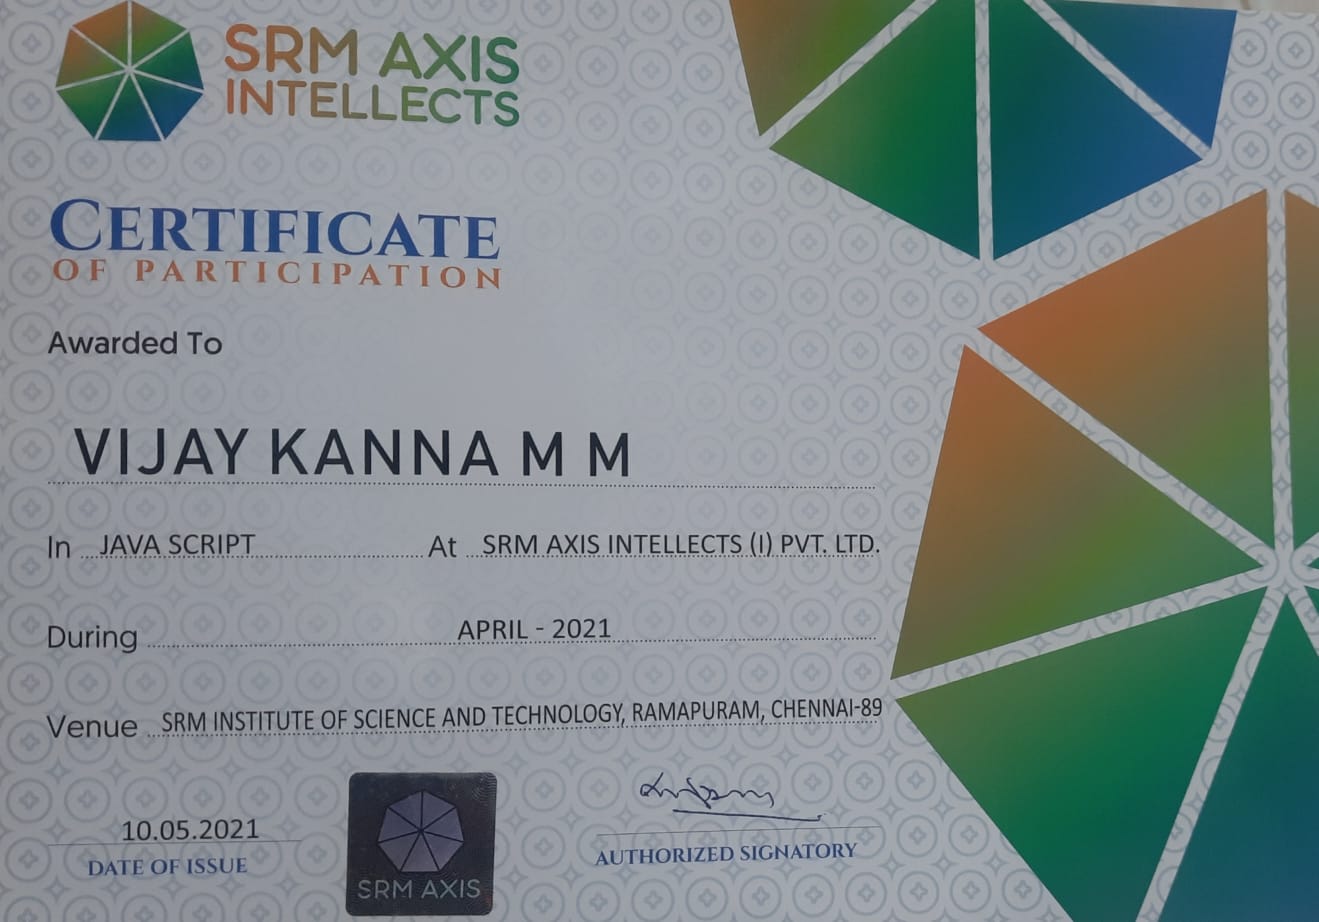 SRM AXIS
INTELLECTS
CERTIFICATE
OF PARTICIPATION
Awarded To
VIJAY KANNA M M
In JAVA SCRIPT At SRM AXIS INTELLECTS (I) PVT. LTD.
During APRIL - 2021
Venue SRM INSTITUTE OF SCIENCE AND TECHNOLOGY, RAMAPURAM, CHENNAI-89
10.05.2021
DATE OF ISSUE
SRM AXIS
AUTHORIZED SIGNATORY